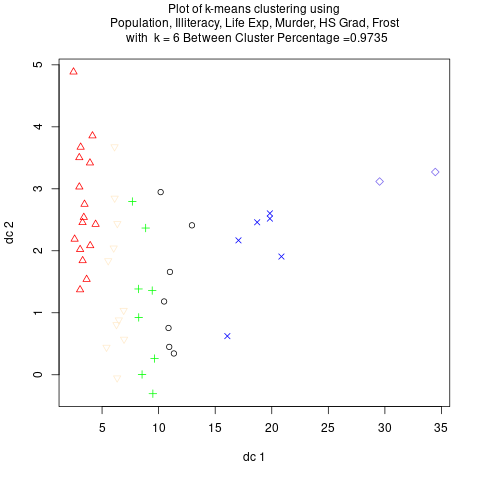 Plot of k-means clustering using
Population, Illiteracy, Life Exp, Murder, HS Grad, Frost
with k = 6 Between Cluster Percentage =0.9735
5
4
3
2
1
0
dc 2
5
10
15
20
25
30
35
dc 1